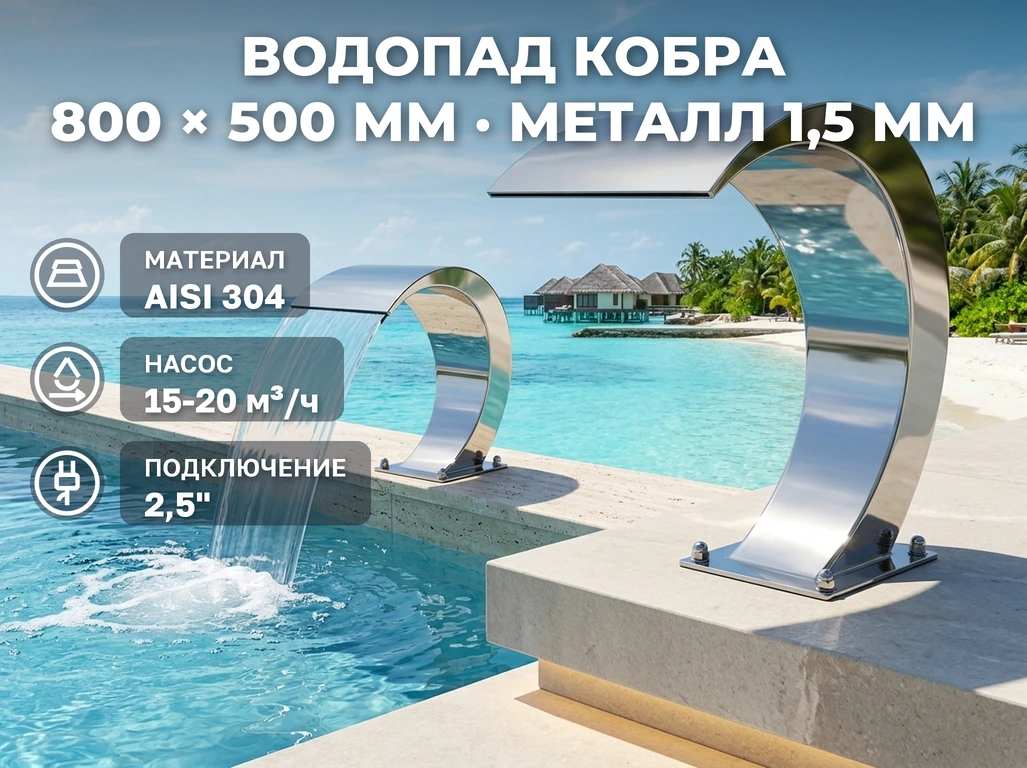 ВОДОПАД КОБРА
800 × 500 ММ · МЕТАЛЛ 1,5 ММ
МАТЕРИАЛ
AISI 304
НАСОС
15-20 м³/ч
ПОДКЛЮЧЕНИЕ
2,5"